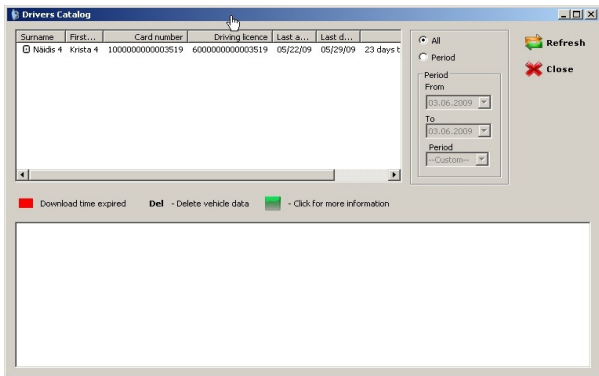 Drivers Catalog
Surname First... Card number Driving licence Last a... Last d...
Näidis 4 Krista 4 1000000000003519 6000000000003519 05/22/09 05/29/09 23 days t
All
Period
Period
From
03.06.2009
To
03.06.2009
Period
--Custom--
Refresh
Close
Download time expired Del - Delete vehicle data - Click for more information